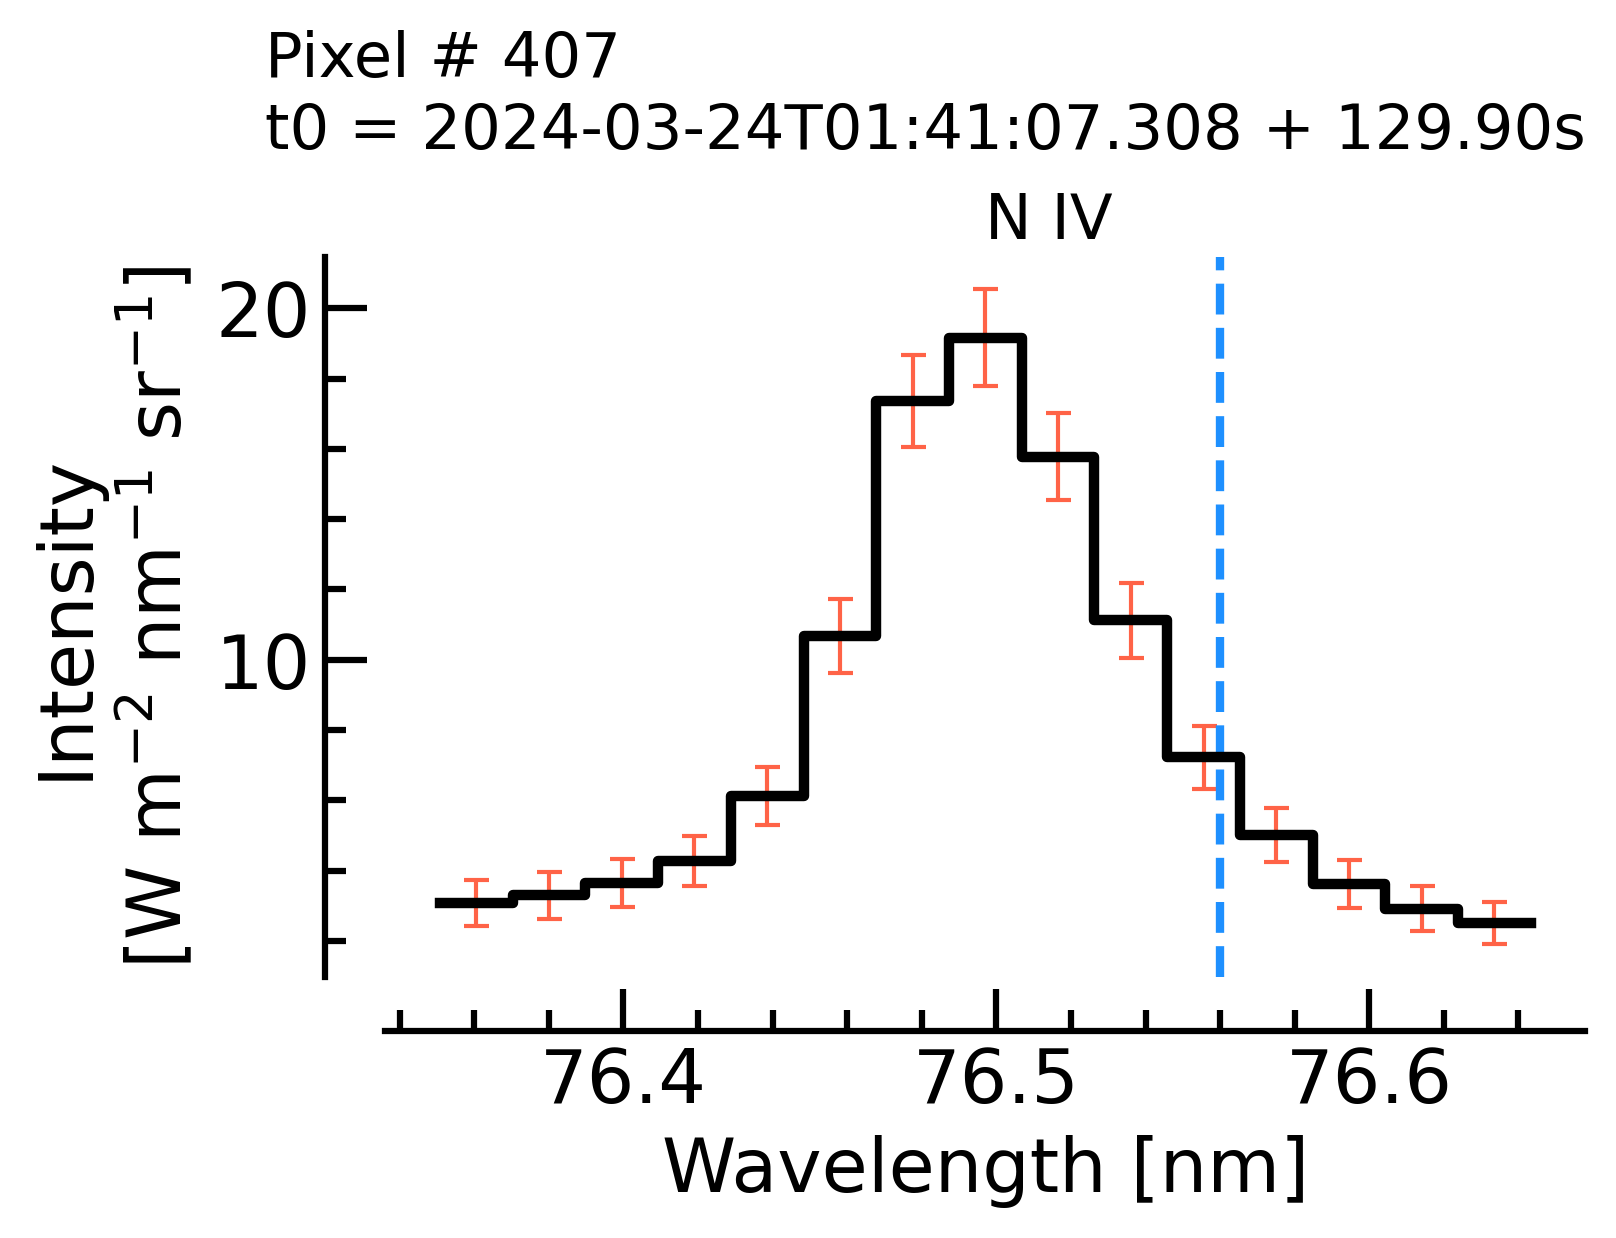 Pixel # 407
t0 = 2024-03-24T01:41:07.308 + 129.90s
N IV
Intensity
[W m⁻² nm⁻¹ sr⁻¹]
20
10
76.4 76.5 76.6
Wavelength [nm]